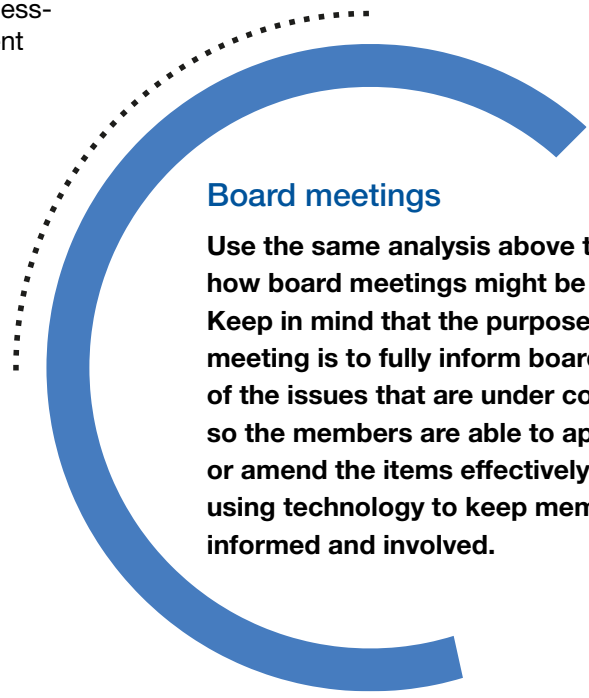 ess-
nt
Board meetings
Use the same analysis above t
how board meetings might be
Keep in mind that the purpose
meeting is to fully inform board
of the issues that are under co
so the members are able to ap
or amend the items effectively
using technology to keep mem
informed and involved.